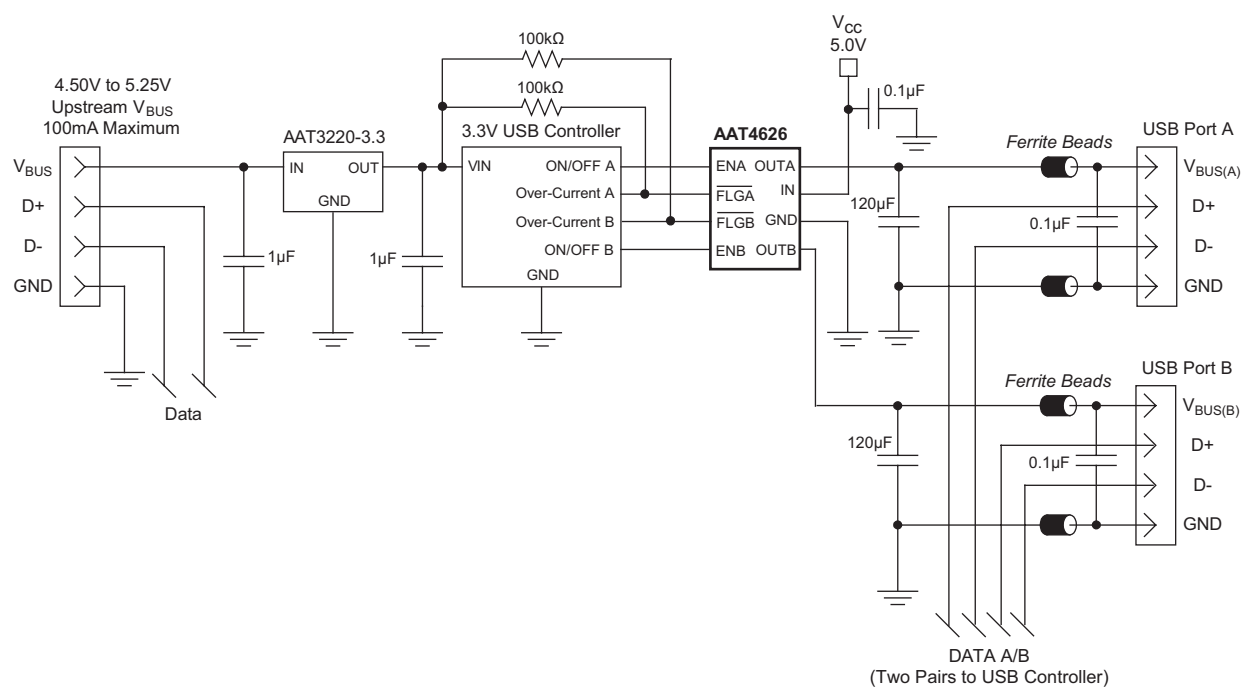 100kΩ
100kΩ
4.50V to 5.25V
Upstream VBUS
100mA Maximum
VBUS
D+
D-
GND
Data
AAT3220-3.3
IN
OUT
GND
1µF
1µF
3.3V USB Controller
VIN
ON/OFF A
Over-Current A
Over-Current B
ON/OFF B
GND
AAT4626
ENA
OUTA
FLGA
IN
FLGB
GND
ENB
OUTB
VCC
5.0V
0.1µF
120µF
Ferrite Beads
0.1µF
USB Port A
VBUS(A)
D+
D-
GND
120µF
Ferrite Beads
0.1µF
USB Port B
VBUS(B)
D+
D-
GND
DATA A/B
(Two Pairs to USB Controller)